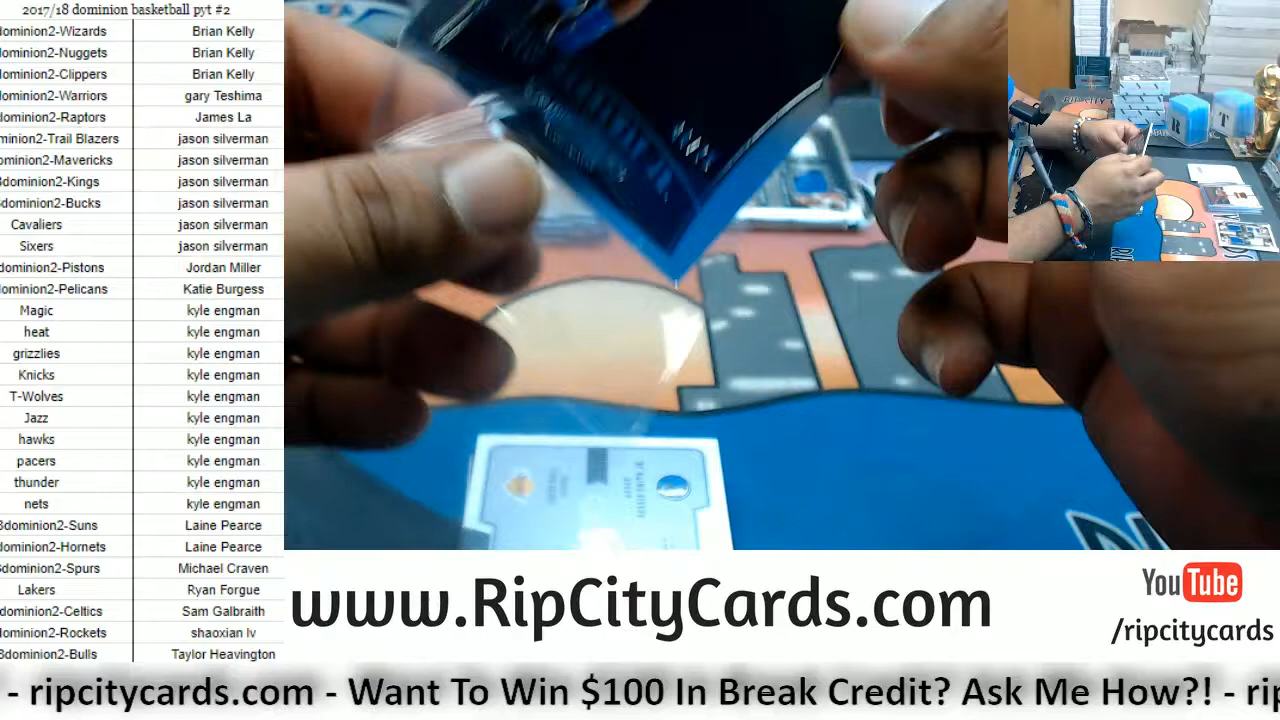 2017/18 dominion basketball pyt #2
dominion2-Wizards Brian Kelly
dominion2-Nuggets Brian Kelly
dominion2-Clippers Brian Kelly
dominion2-Warriors gary Teshima
dominion2-Raptors James La
minion2-Trail Blazers jason silverman
ominion2-Mavericks jason silverman
dominion2-Kings jason silverman
dominion2-Bucks jason silverman
Cavaliers jason silverman
Sixers jason silverman
dominion2-Pistons Jordan Miller
ominion2-Pelicans Katie Burgess
Magic kyle engman
heat kyle engman
grizzlies kyle engman
Knicks kyle engman
T-Wolves kyle engman
Jazz kyle engman
hawks kyle engman
pacers kyle engman
thunder kyle engman
nets kyle engman
8dominion2-Suns Laine Pearce
dominion2-Hornets Laine Pearce
dominion2-Spurs Michael Craven
Lakers Ryan Forgue
dominion2-Celtics Sam Galbraith
dominion2-Rockets shaoxian lv
8dominion2-Bulls Taylor Heavington
www.RipCityCards.com
YouTube
/ripcitycards
- ripcitycards.com - Want To Win $100 In Break Credit? Ask Me How?! - rip